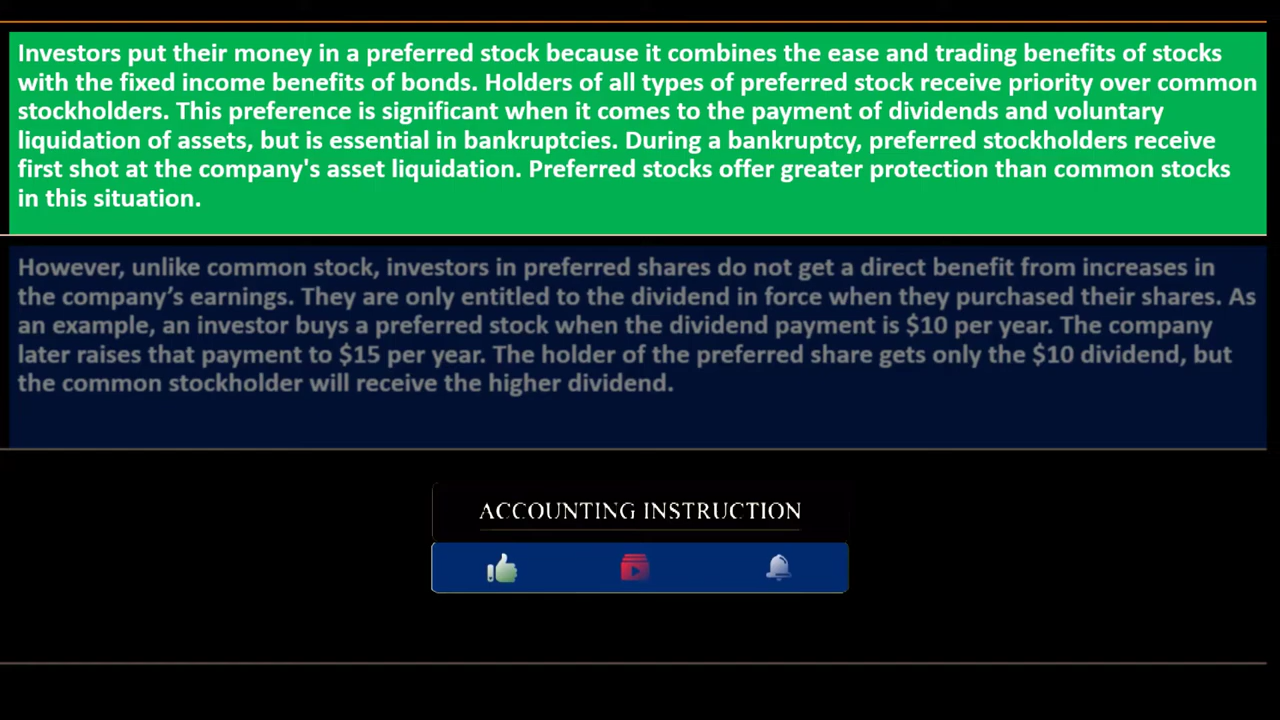 Investors put their money in a preferred stock because it combines the ease and trading benefits of stocks
with the fixed income benefits of bonds. Holders of all types of preferred stock receive priority over common
stockholders. This preference is significant when it comes to the payment of dividends and voluntary
liquidation of assets, but is essential in bankruptcies. During a bankruptcy, preferred stockholders receive
first shot at the company's asset liquidation. Preferred stocks offer greater protection than common stocks
in this situation.
However, unlike common stock, investors in preferred shares do not get a direct benefit from increases in
the company’s earnings. They are only entitled to the dividend in force when they purchased their shares. As
an example, an investor buys a preferred stock when the dividend payment is $10 per year. The company
later raises that payment to $15 per year. The holder of the preferred share gets only the $10 dividend, but
the common stockholder will receive the higher dividend.
ACCOUNTING INSTRUCTION